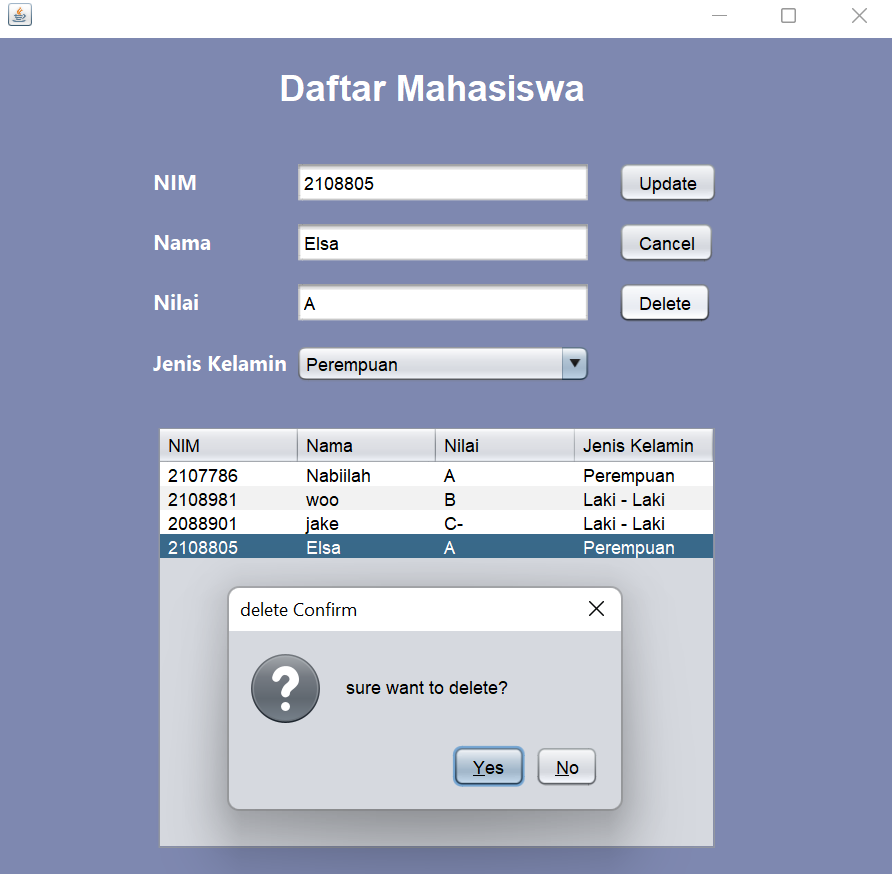 Daftar Mahasiswa
NIM 2108805 Update
Nama Elsa Cancel
Nilai A Delete
Jenis Kelamin Perempuan
NIM Nama Nilai Jenis Kelamin
2107786 Nabiilah A Perempuan
2108981 woo B Laki - Laki
2088901 jake C- Laki - Laki
2108805 Elsa A Perempuan
delete Confirm
sure want to delete?
Yes No